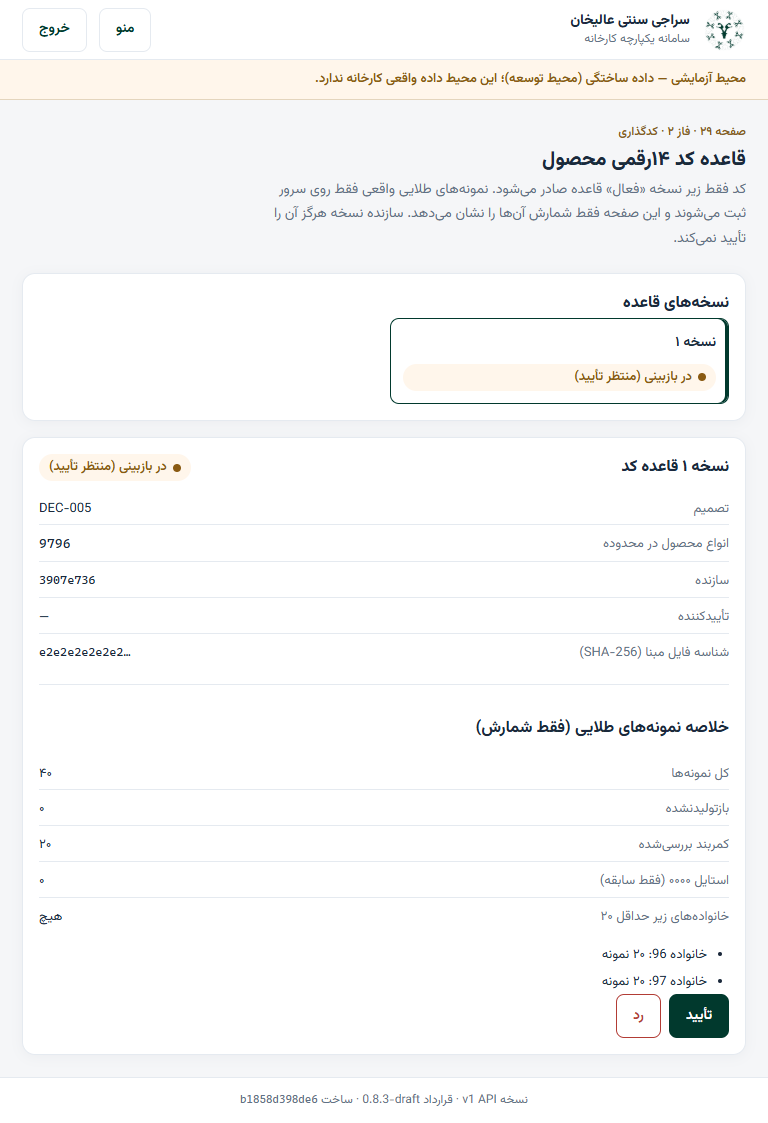 سراجی سنتی عالیخان
سامانه یکپارچه کارخانه
منو
خروج
محیط آزمایشی — داده ساختگی (محیط توسعه)؛ این محیط داده واقعی کارخانه ندارد.
صفحه ۲۹ · فاز ۲ · کدگذاری
قاعده کد ۱۴رقمی محصول
کد فقط زیر نسخه «فعال» قاعده صادر می‌شود. نمونه‌های طلایی واقعی فقط روی سرور
ثبت می‌شوند و این صفحه فقط شمارش آن‌ها را نشان می‌دهد. سازنده نسخه هرگز آن را
تأیید نمی‌کند.
نسخه‌های قاعده
نسخه ۱
در بازبینی (منتظر تأیید)
نسخه ۱ قاعده کد
در بازبینی (منتظر تأیید)
تصمیم DEC-005
انواع محصول در محدوده 9796
سازنده 3907e736
تأییدکننده —
شناسه فایل مبنا (SHA-256) e2e2e2e2e2e2…
خلاصه نمونه‌های طلایی (فقط شمارش)
کل نمونه‌ها ۴۰
بازتولیدنشده ۰
کمربند بررسی‌شده ۲۰
استایل ۰۰۰۰ (فقط سابقه) ۰
خانواده‌های زیر حداقل ۲۰ هیچ
• خانواده 96: ۲۰ نمونه
• خانواده 97: ۲۰ نمونه
تأیید
رد
نسخه API v1 · قرارداد 0.8.3-draft · ساخت b1858d398de6